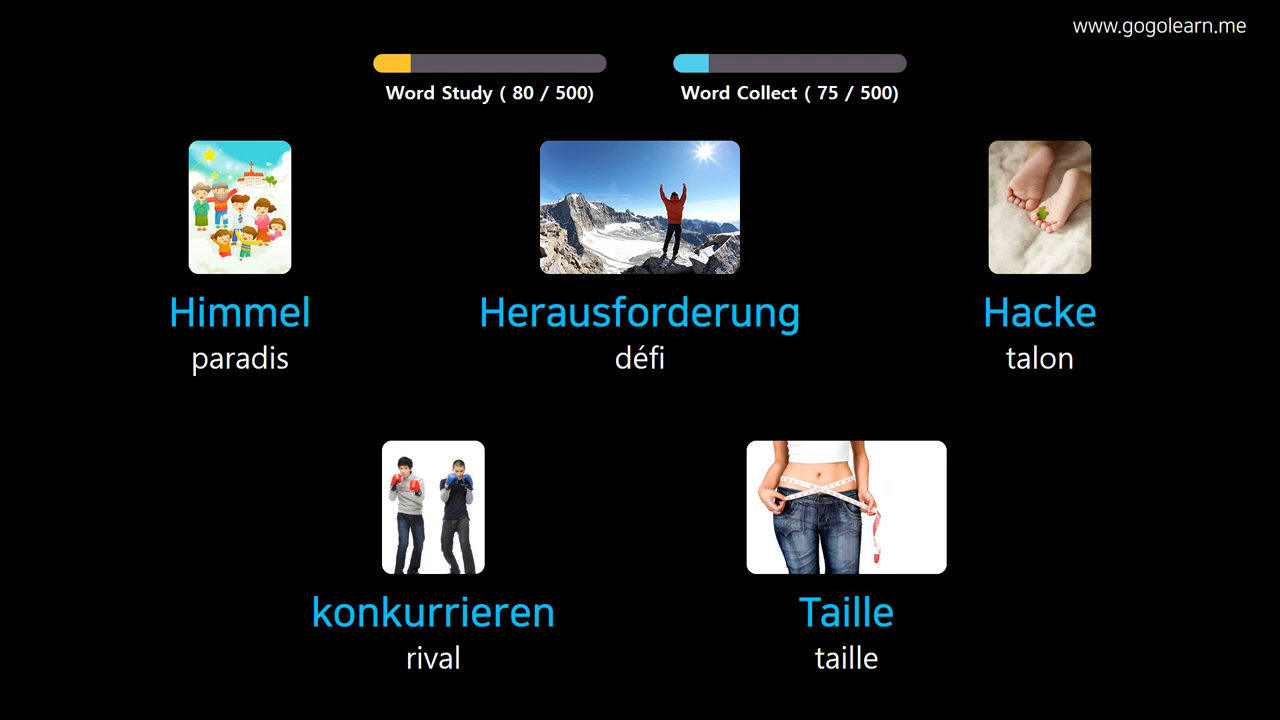 www.gogolearn.me
Word Study ( 80 / 500)
Word Collect ( 75 / 500)
Himmel
paradis
Herausforderung
défi
Hacke
talon
konkurrieren
rival
Taille
taille